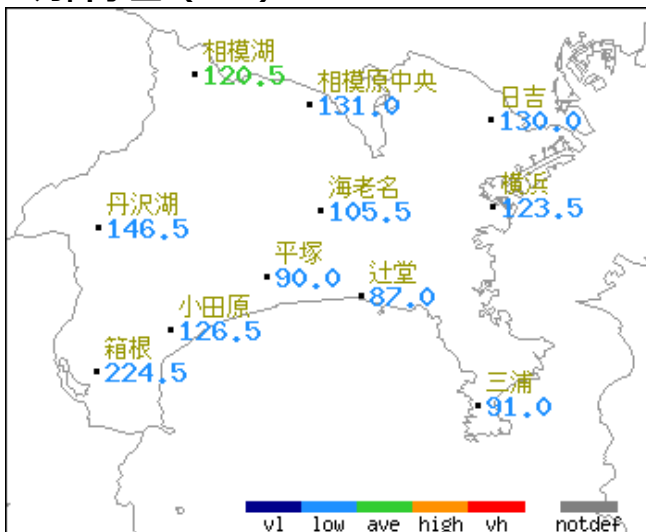 相模湖
120.5
相模原中央
131.0
日吉
130.0
丹沢湖
146.5
海老名
105.5
横浜
123.5
平塚
90.0
辻堂
87.0
小田原
126.5
箱根
224.5
三浦
91.0
vl low ave high vh notdef